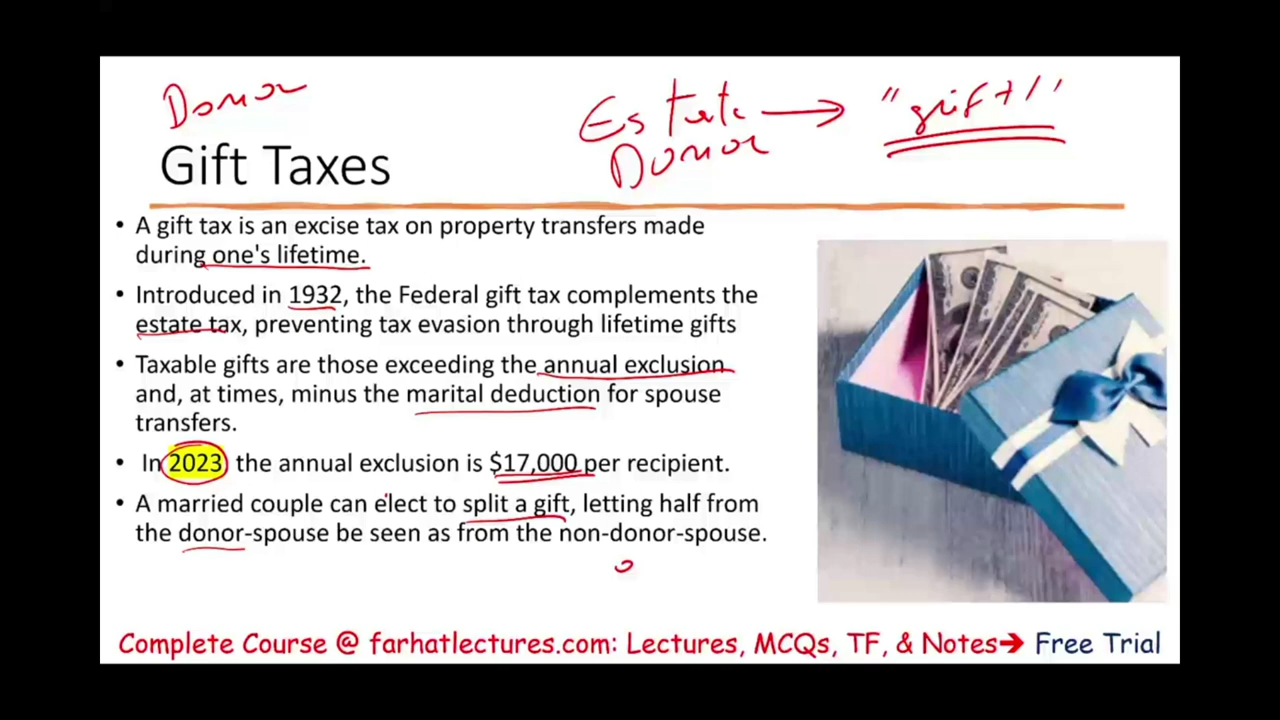 Donor
Estate → "gift"
Donor
Gift Taxes
• A gift tax is an excise tax on property transfers made
during one's lifetime.
• Introduced in 1932, the Federal gift tax complements the
estate tax, preventing tax evasion through lifetime gifts
• Taxable gifts are those exceeding the annual exclusion
and, at times, minus the marital deduction for spouse
transfers.
• In 2023 the annual exclusion is $17,000 per recipient.
• A married couple can elect to split a gift, letting half from
the donor-spouse be seen as from the non-donor-spouse.
Complete Course @ farhatlectures.com: Lectures, MCQs, TF, & Notes→ Free Trial